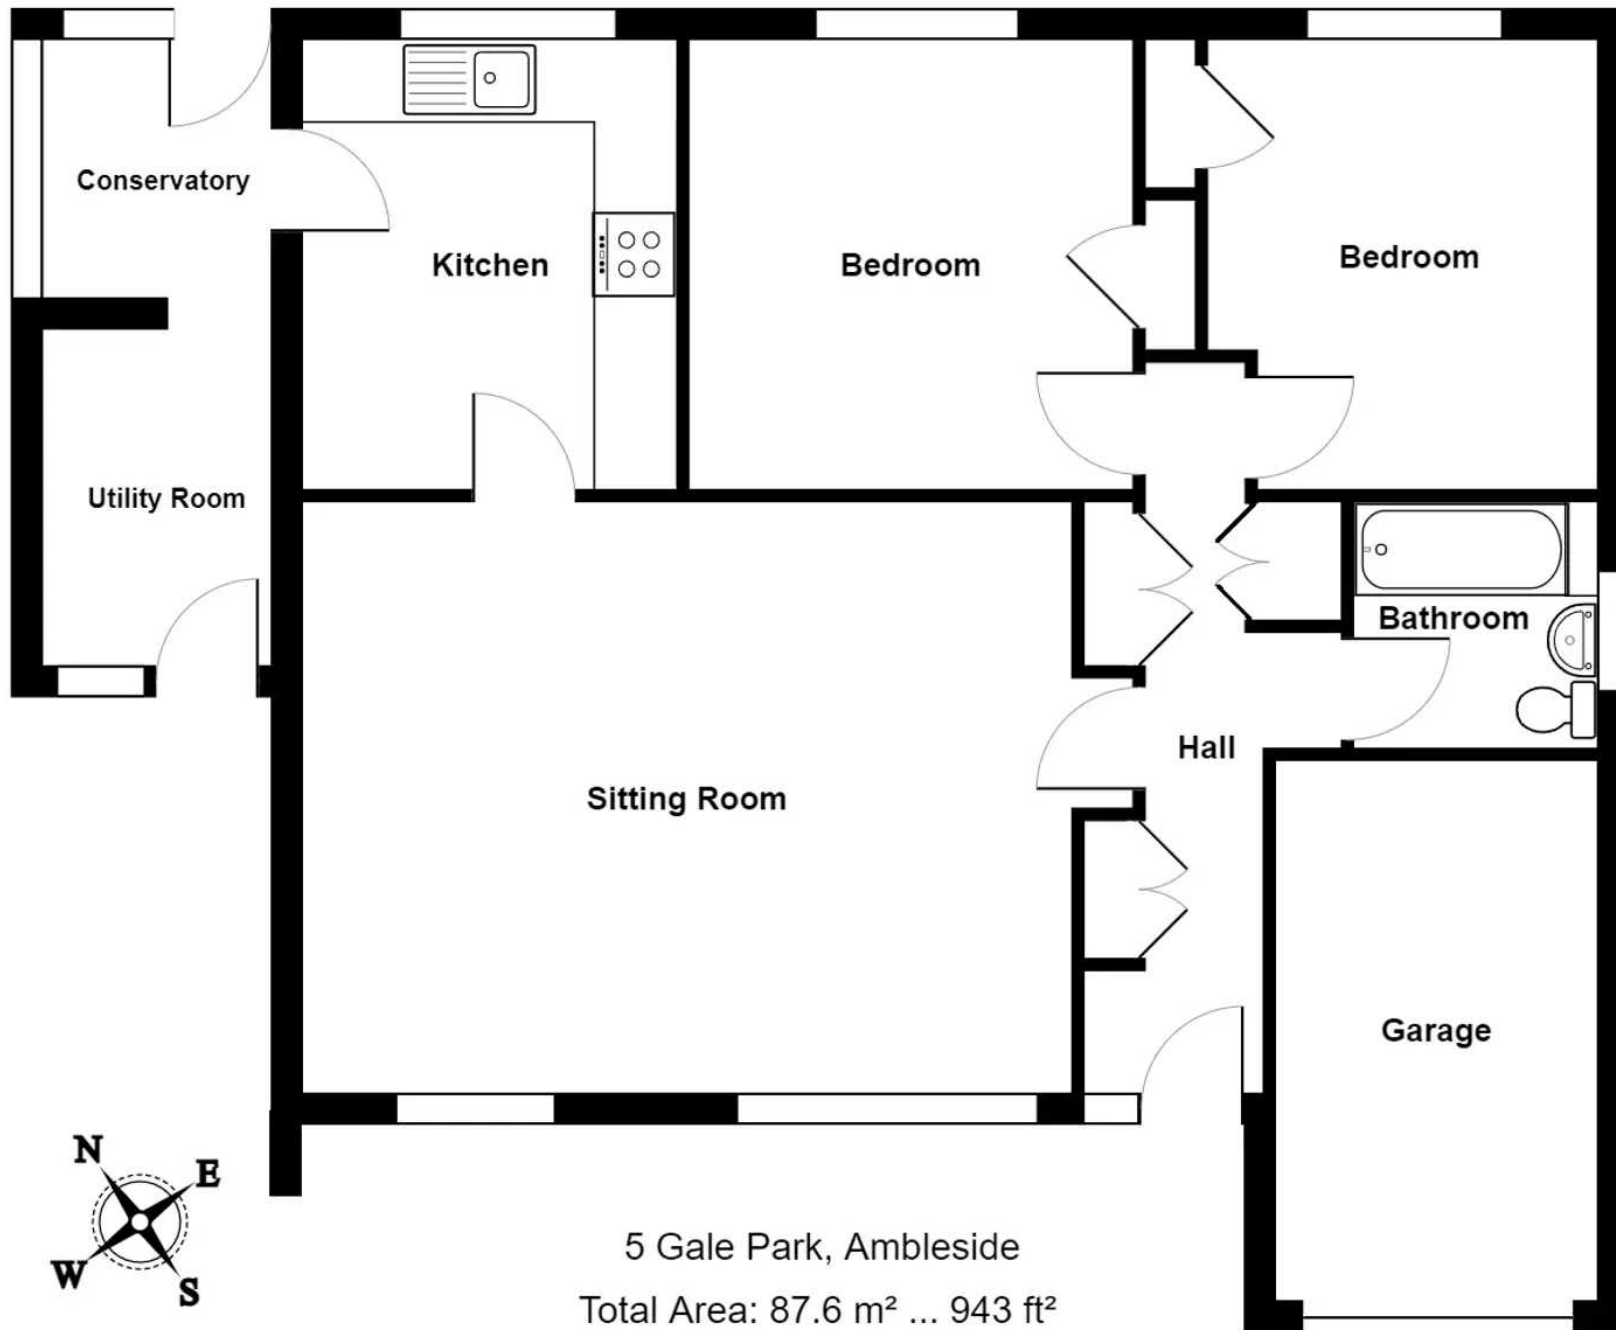 Conservatory
Kitchen
Bedroom
Bedroom
Utility Room
Bathroom
Hall
Sitting Room
Garage
N
E
W
S
5 Gale Park, Ambleside
Total Area: 87.6 m² ... 943 ft²